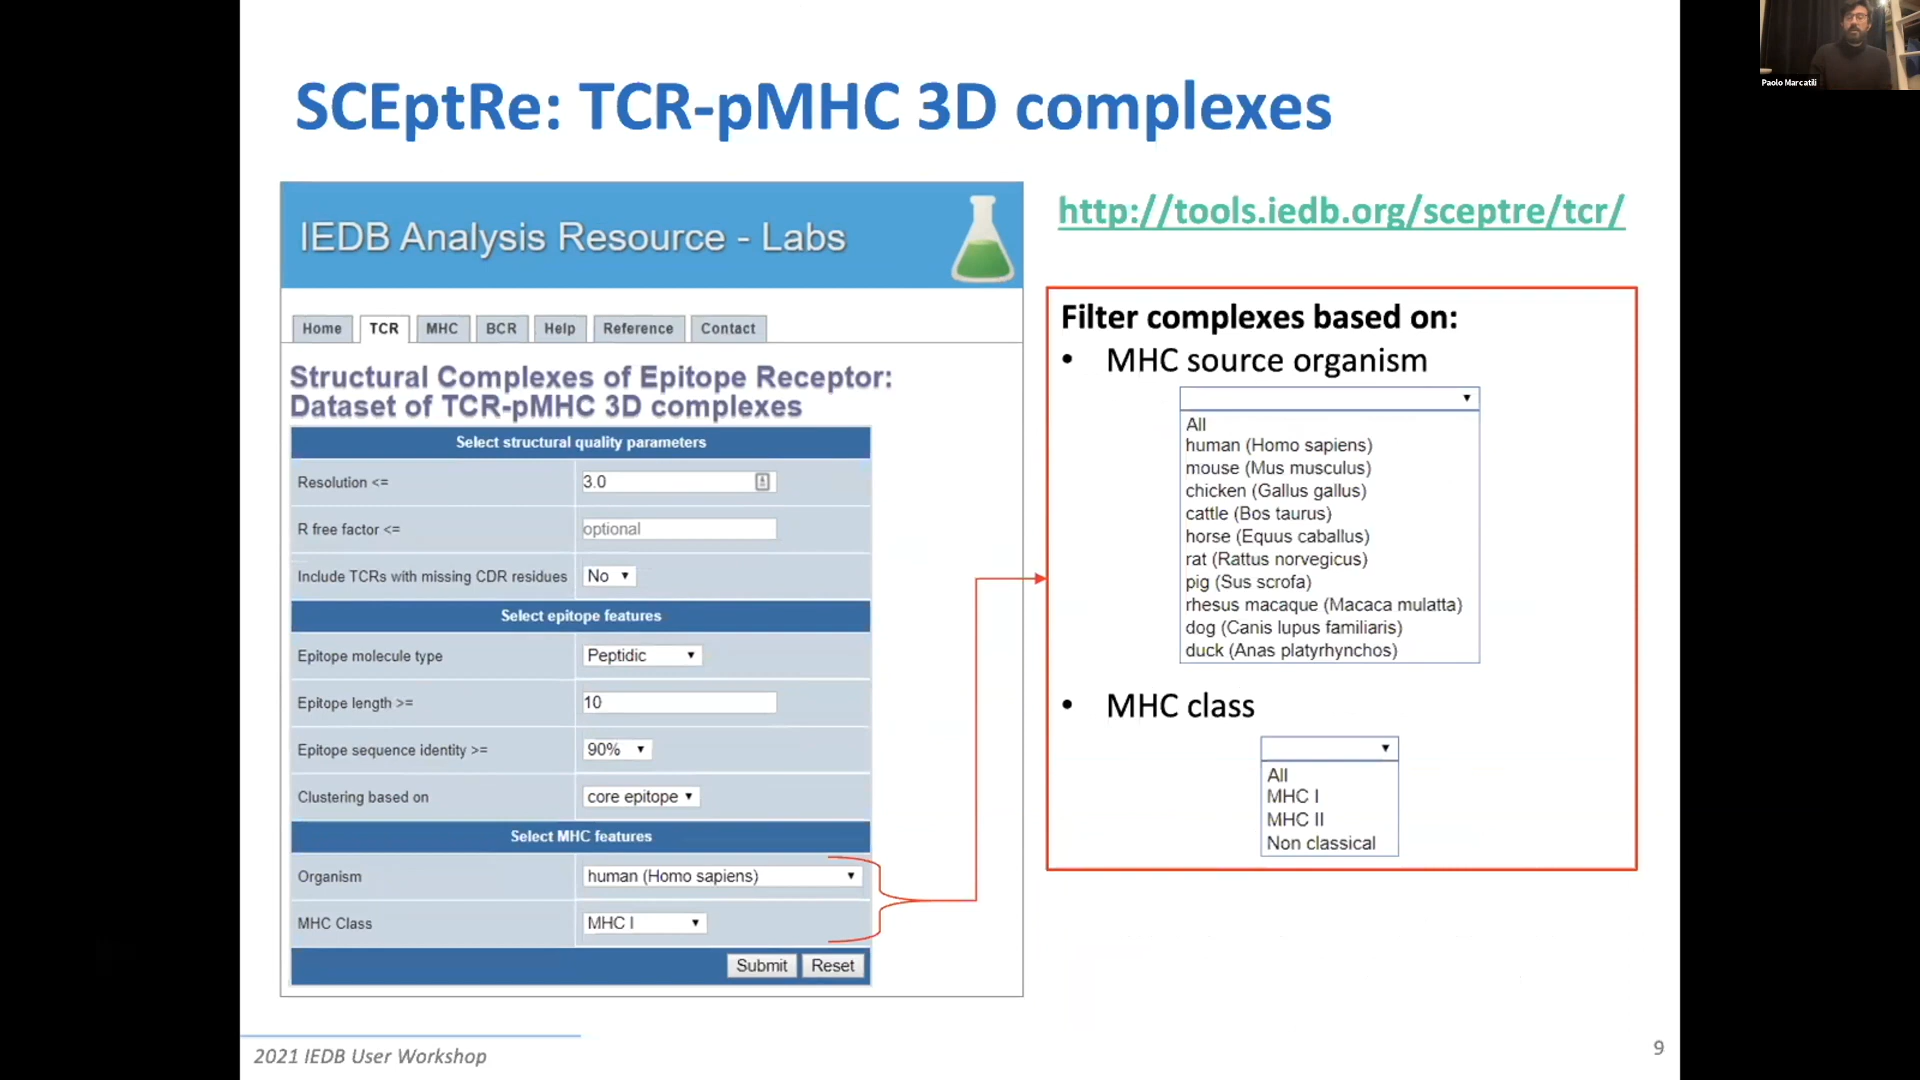 SCEptRe: TCR-pMHC 3D complexes
Paolo Marcatili
IEDB Analysis Resource - Labs
Home TCR MHC BCR Help Reference Contact
Structural Complexes of Epitope Receptor:
Dataset of TCR-pMHC 3D complexes
Select structural quality parameters
Resolution <= 3.0
R free factor <= optional
Include TCRs with missing CDR residues No
Select epitope features
Epitope molecule type Peptidic
Epitope length >= 10
Epitope sequence identity >= 90%
Clustering based on core epitope
Select MHC features
Organism human (Homo sapiens)
MHC Class MHC I
Submit Reset
http://tools.iedb.org/sceptre/tcr/
Filter complexes based on:
• MHC source organism
All
human (Homo sapiens)
mouse (Mus musculus)
chicken (Gallus gallus)
cattle (Bos taurus)
horse (Equus caballus)
rat (Rattus norvegicus)
pig (Sus scrofa)
rhesus macaque (Macaca mulatta)
dog (Canis lupus familiaris)
duck (Anas platyrhynchos)
• MHC class
All
MHC I
MHC II
Non classical
2021 IEDB User Workshop
9